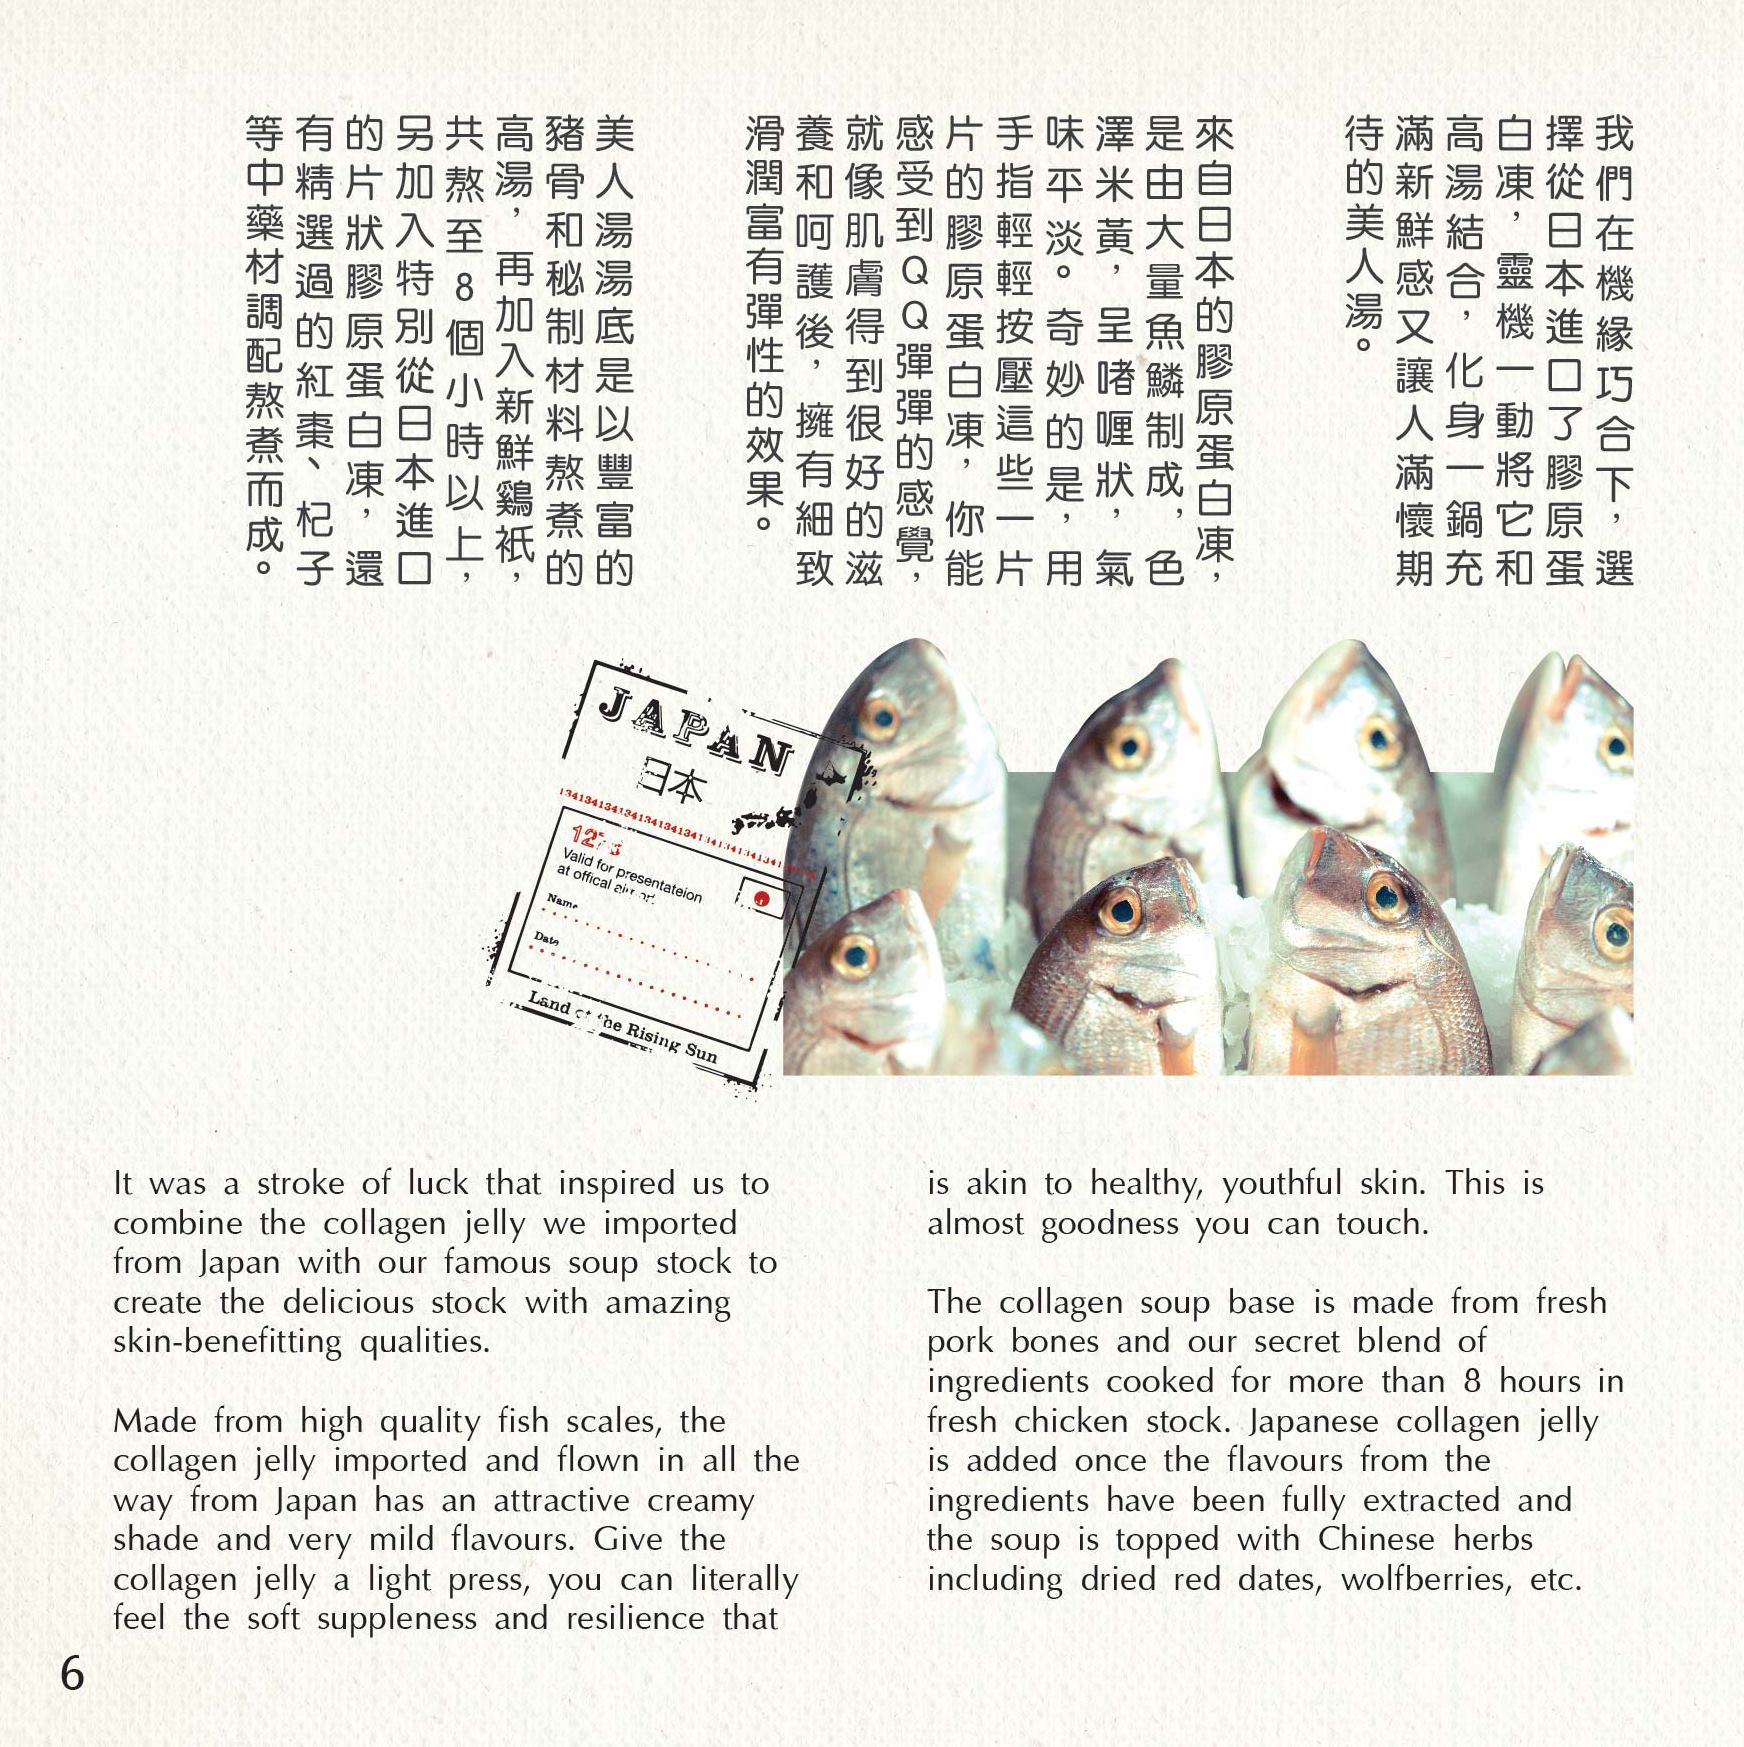 我們在機緣巧合下，選
擇從日本進口了膠原蛋
白凍，靈機一動將它和
高湯結合，化身一鍋充
滿新鮮感又讓人滿懷期
待的美人湯。
來自日本的膠原蛋白凍，
是由大量魚鱗制成，色
澤米黃，呈啫喱狀，氣
味平淡。奇妙的是，用
手指輕輕按壓這些一片
片的膠原蛋白凍，你能
感受到QQ彈彈的感覺，
就像肌膚得到很好的滋
養和呵護後，擁有細致
滑潤富有彈性的效果。
美人湯湯底是以豐富的
豬骨和秘制材料熬煮的
高湯，再加入新鮮鷄衹，
共熬至8個小時以上，
另加入特別從日本進口
的片狀膠原蛋白凍，還
有精選過的紅棗、杞子
等中藥材調配熬煮而成。
JAPAN
日本
Valid for presentateion
at offical
Name
Date
Land of the Rising Sun
It was a stroke of luck that inspired us to
combine the collagen jelly we imported
from Japan with our famous soup stock to
create the delicious stock with amazing
skin-benefitting qualities.
Made from high quality fish scales, the
collagen jelly imported and flown in all the
way from Japan has an attractive creamy
shade and very mild flavours. Give the
collagen jelly a light press, you can literally
feel the soft suppleness and resilience that
is akin to healthy, youthful skin. This is
almost goodness you can touch.
The collagen soup base is made from fresh
pork bones and our secret blend of
ingredients cooked for more than 8 hours in
fresh chicken stock. Japanese collagen jelly
is added once the flavours from the
ingredients have been fully extracted and
the soup is topped with Chinese herbs
including dried red dates, wolfberries, etc.
6